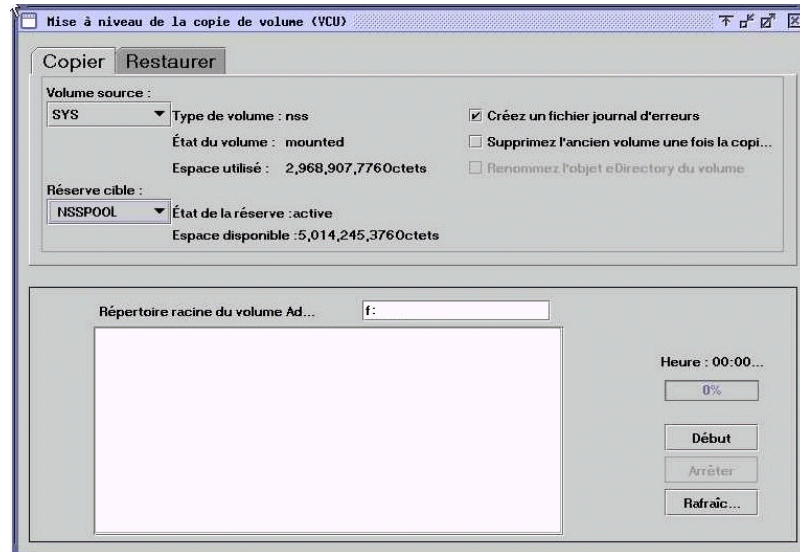 Mise à niveau de la copie de volume (VCU)
Copier Restaurer
Volume source :
SYS
Type de volume : nss
État du volume : mounted
Espace utilisé : 2,968,907,776Octets
Créez un fichier journal d'erreurs
Supprimez l'ancien volume une fois la copi...
Renommez l'objet eDirectory du volume
Réserve cible :
NSSPOOL
État de la réserve :active
Espace disponible :5,014,245,376Octets
Répertoire racine du volume Ad...
f:
Heure : 00:00...
0%
Début
Arrêter
Rafraîc...